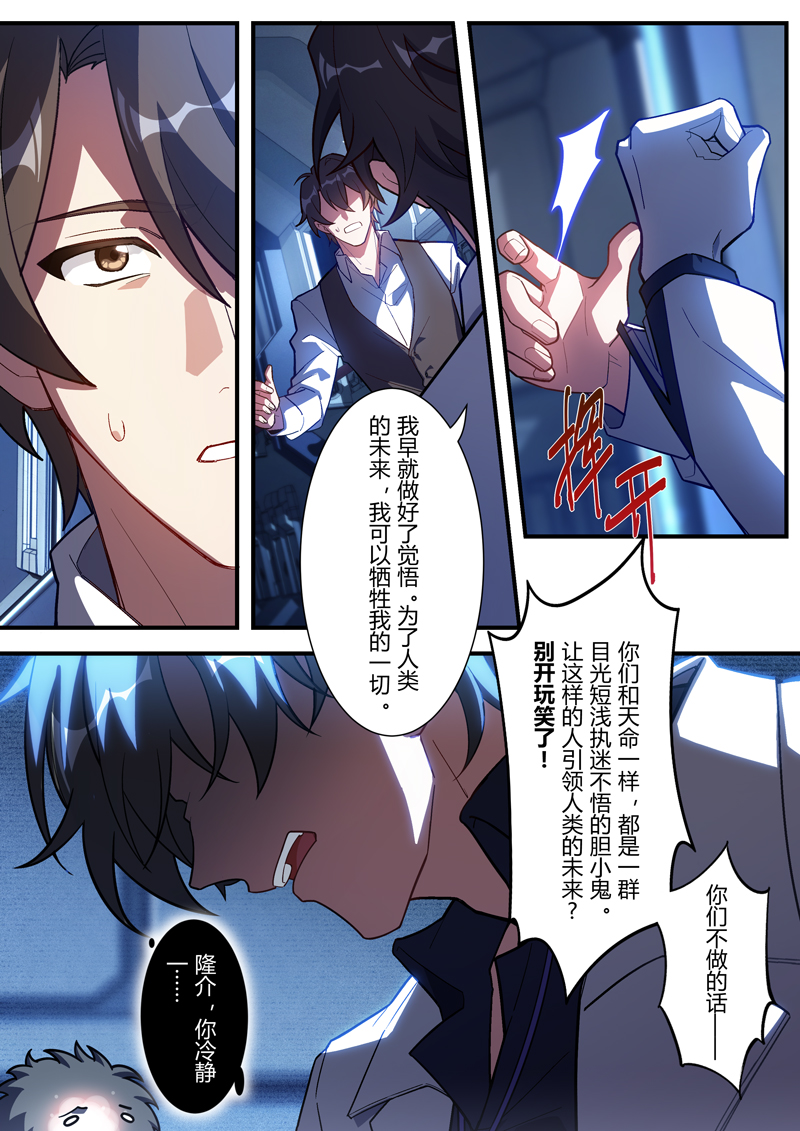 挥开
我早就做好了觉悟。为了人类
的未来，我可以牺牲我的一切。
你们和天命一样，都是一群
目光短浅执迷不悟的胆小鬼。
让这样的人引领人类的未来？
别开玩笑了！
你们不做的话——
隆介，你冷静
一……